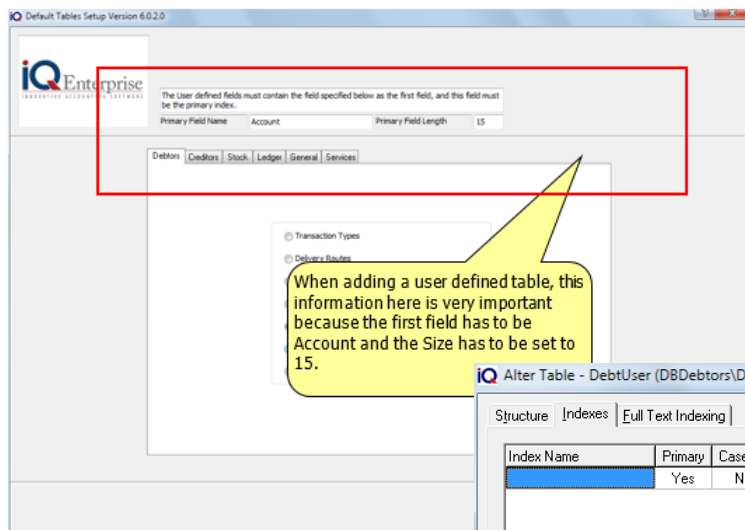 Default Tables Setup Version 6.0.2.0
iQ Enterprise
INNOVATIVE ACCOUNTING SOFTWARE
The User defined fields must contain the field specified below as the first field, and this field must
be the primary index.
Primary Field Name Account Primary Field Length 15
Debtors Creditors Stock Ledger General Services
Transaction Types
Delivery Routes
When adding a user defined table, this
information here is very important
because the first field has to be
Account and the Size has to be set to
15.
iQ Alter Table - DebtUser (DBDebtors\D
Structure Indexes Full Text Indexing
Index Name Primary Case
Yes N